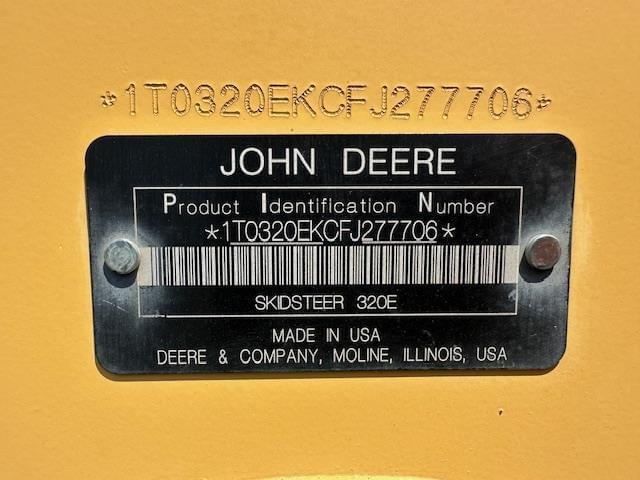 *1T0320EKCFJ277706*
JOHN DEERE
Product Identification Number
*1T0320EKCFJ277706*
SKIDSTEER 320E
MADE IN USA
DEERE & COMPANY, MOLINE, ILLINOIS, USA